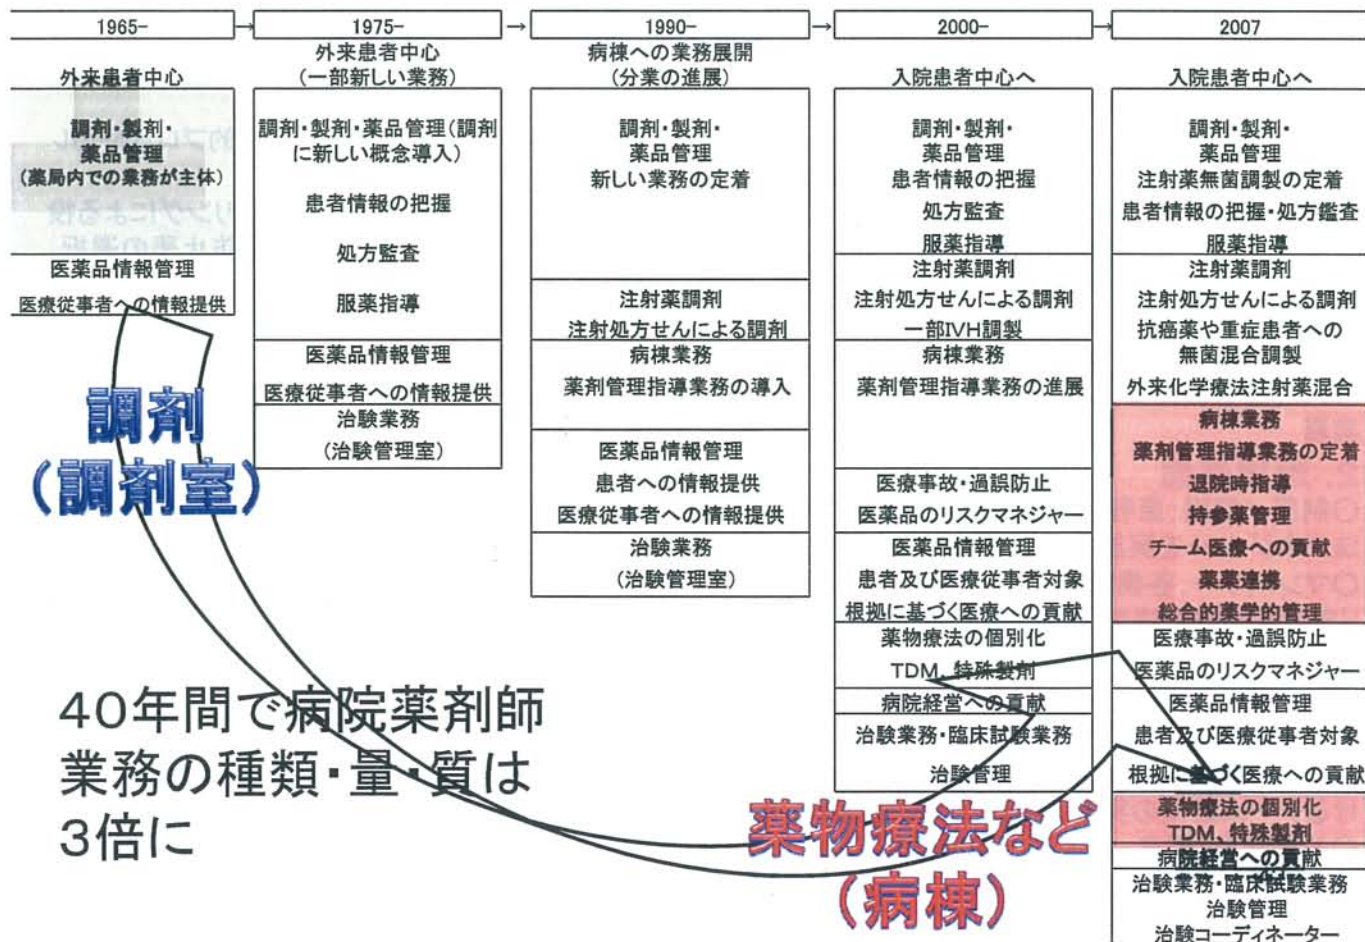 1965-
外来患者中心
調剤・製剤・
薬品管理
(薬局内での業務が主体)
医薬品情報管理
医療従事者への情報提供
1975-
外来患者中心
(一部新しい業務)
調剤・製剤・薬品管理(調剤
に新しい概念導入)
患者情報の把握
処方監査
服薬指導
医薬品情報管理
医療従事者への情報提供
治験業務
(治験管理室)
1990-
病棟への業務展開
(分業の進展)
調剤・製剤・
薬品管理
新しい業務の定着
注射薬調剤
注射処方せんによる調剤
病棟業務
薬剤管理指導業務の導入
医薬品情報管理
患者への情報提供
医療従事者への情報提供
治験業務
(治験管理室)
2000-
入院患者中心へ
調剤・製剤・
薬品管理
患者情報の把握
処方監査
服薬指導
注射薬調剤
注射処方せんによる調剤
一部IVH調製
病棟業務
薬剤管理指導業務の進展
医療事故・過誤防止
医薬品のリスクマネジャー
医薬品情報管理
患者及び医療従事者対象
根拠に基づく医療への貢献
薬物療法の個別化
TDM、特殊製剤
病院経営への貢献
治験業務・臨床試験業務
治験管理
2007
入院患者中心へ
調剤・製剤・
薬品管理
注射薬無菌調製の定着
患者情報の把握・処方鑑査
服薬指導
注射薬調剤
注射処方せんによる調剤
抗癌薬や重症患者への
無菌混合調製
外来化学療法注射薬混合
病棟業務
薬剤管理指導業務の定着
退院時指導
持参薬管理
チーム医療への貢献
薬薬連携
総合的薬学的管理
医療事故・過誤防止
医薬品のリスクマネジャー
医薬品情報管理
患者及び医療従事者対象
根拠に基づく医療への貢献
薬物療法の個別化
TDM、特殊製剤
病院経営への貢献
治験業務・臨床試験業務
治験管理
治験コーディネーター
調剤
(調剤室)
40年間で病院薬剤師
業務の種類・量・質は
3倍に
薬物療法など
(病棟)